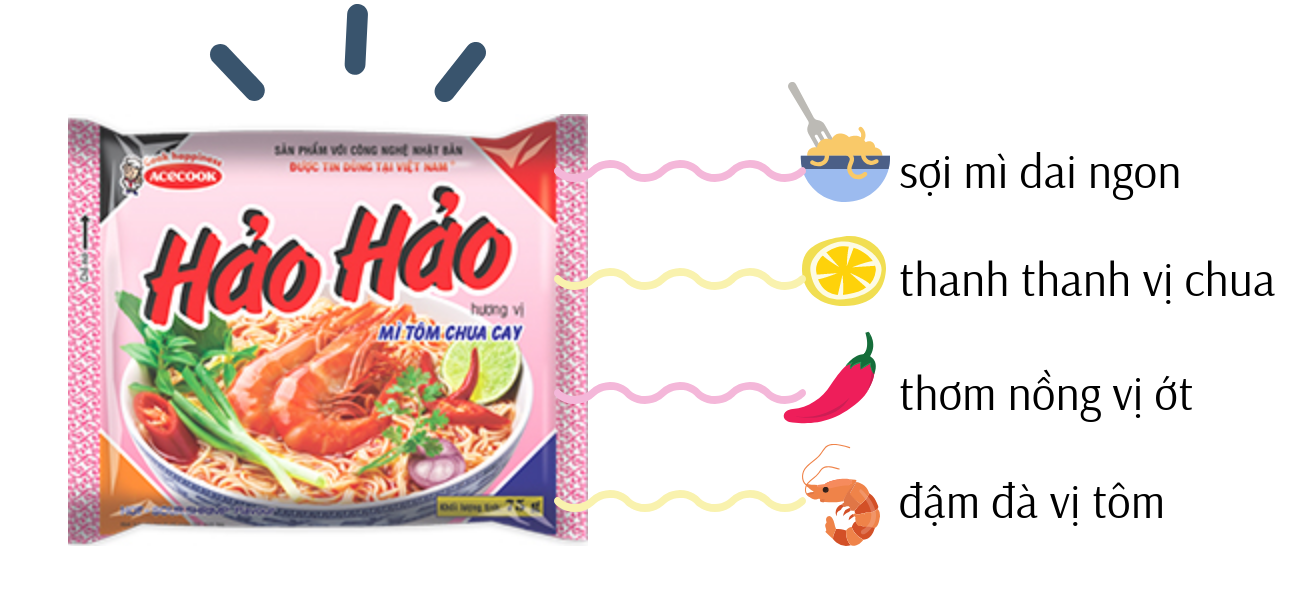 Cook happiness
ACECOOK
SẢN PHẨM VỚI CÔNG NGHỆ NHẬT BẢN
ĐƯỢC TIN DÙNG TẠI VIỆT NAM
Hảo Hảo
hương vị
MÌ TÔM CHUA CAY
Khối lượng tịnh: 75 g
sợi mì dai ngon
thanh thanh vị chua
thơm nồng vị ớt
đậm đà vị tôm